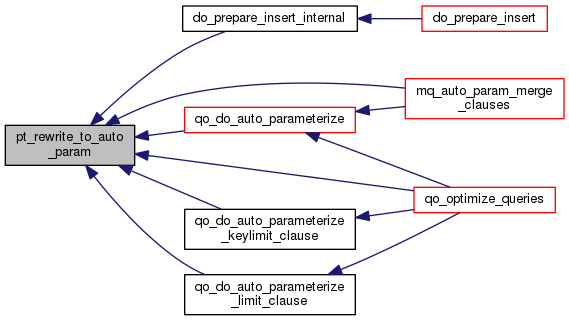 do_prepare_insert_internal
do_prepare_insert
mq_auto_param_merge
_clauses
qo_do_auto_parameterize
pt_rewrite_to_auto
_param
qo_optimize_queries
qo_do_auto_parameterize
_keylimit_clause
qo_do_auto_parameterize
_limit_clause